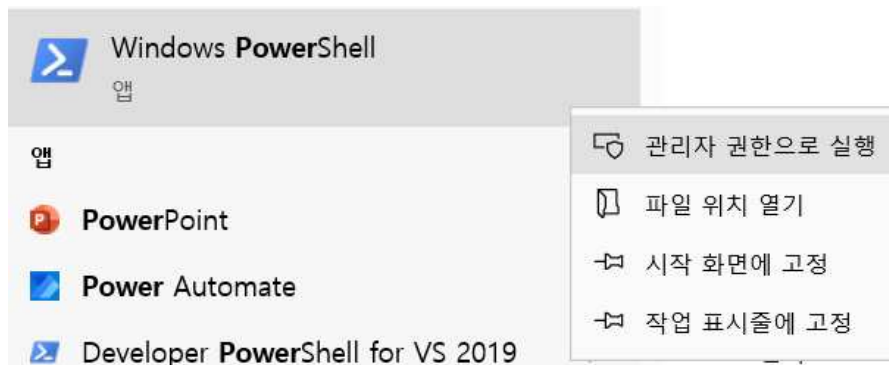 Windows PowerShell
앱
앱
PowerPoint
Power Automate
Developer PowerShell for VS 2019
관리자 권한으로 실행
파일 위치 열기
시작 화면에 고정
작업 표시줄에 고정